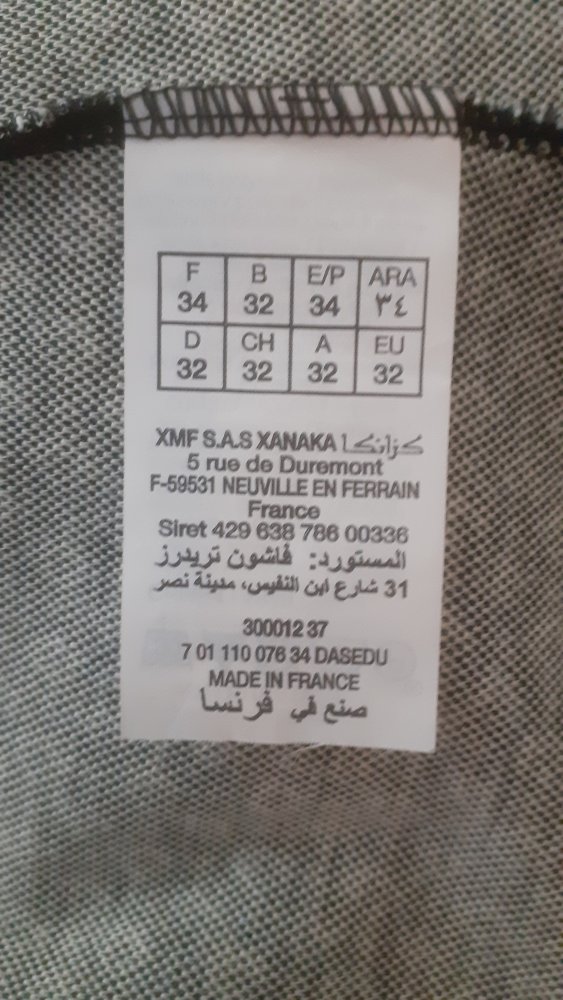 F B E/P ARA
34 32 34 ٣٤
D CH A EU
32 32 32 32
XMF S.A.S XANAKA كزانكا
5 rue de Duremont
F-59531 NEUVILLE EN FERRAIN
France
Siret 429 638 786 00336
المستورد: فاشون تريدرز
31 شارع ابن النفيس، مدينة نصر
300012 37
7 01 110 076 34 DASEDU
MADE IN FRANCE
صنع في فرنسا